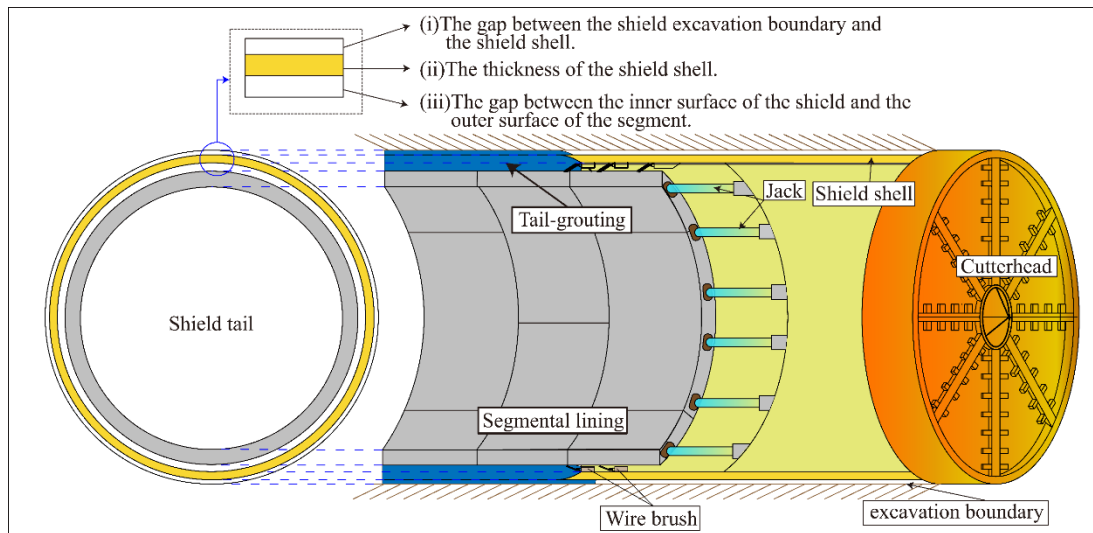 (i)The gap between the shield excavation boundary and
the shield shell.
(ii)The thickness of the shield shell.
(iii)The gap between the inner surface of the shield and the
outer surface of the segment.
Jack
Shield shell
Tail-grouting
Cutterhead
Shield tail
Segmental lining
Wire brush
excavation boundary